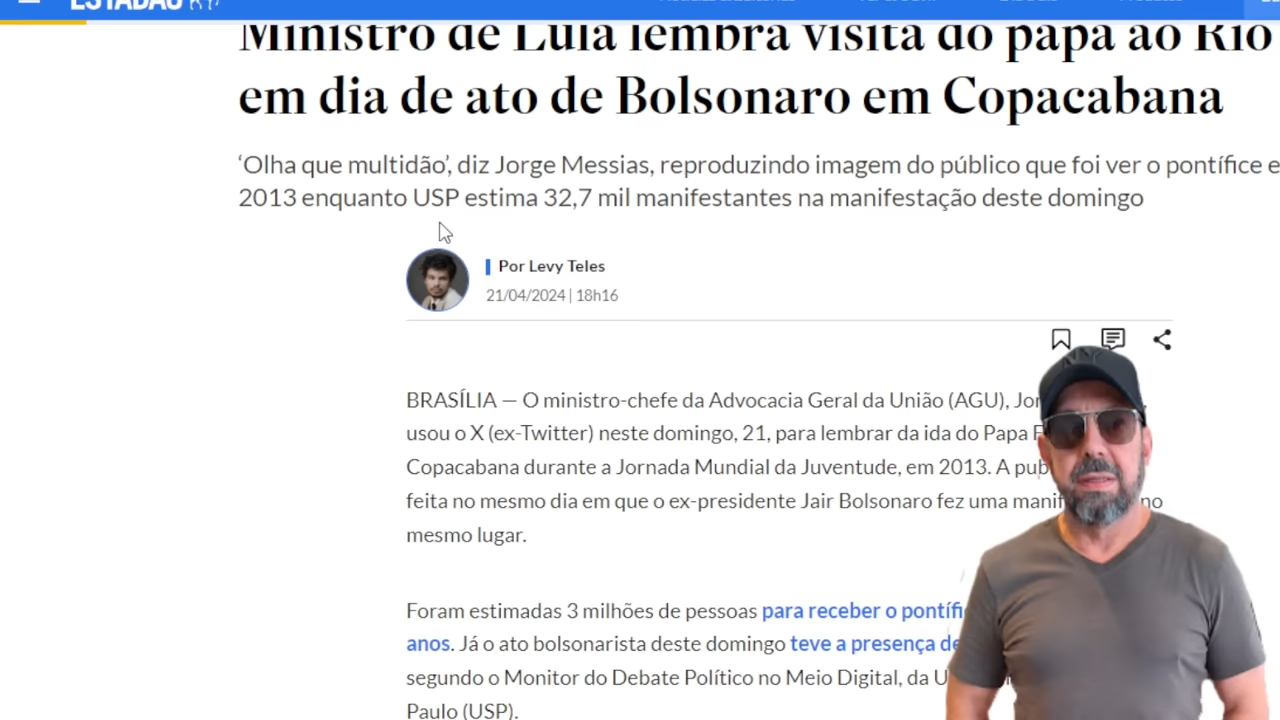 ESTADÃO
Ministro de Lula lembra visita do papa ao Rio
em dia de ato de Bolsonaro em Copacabana
‘Olha que multidão’, diz Jorge Messias, reproduzindo imagem do público que foi ver o pontífice e
2013 enquanto USP estima 32,7 mil manifestantes na manifestação deste domingo
Por Levy Teles
21/04/2024 | 18h16
BRASÍLIA — O ministro-chefe da Advocacia Geral da União (AGU),
usou o X (ex-Twitter) neste domingo, 21, para lembrar da ida do Papa
Copacabana durante a Jornada Mundial da Juventude, em 2013. A
feita no mesmo dia em que o ex-presidente Jair Bolsonaro fez uma no
mesmo lugar.
Foram estimadas 3 milhões de pessoas para receber o
anos. Já o ato bolsonarista deste domingo teve a presença
segundo o Monitor do Debate Político no Meio Digital, da
Paulo (USP).